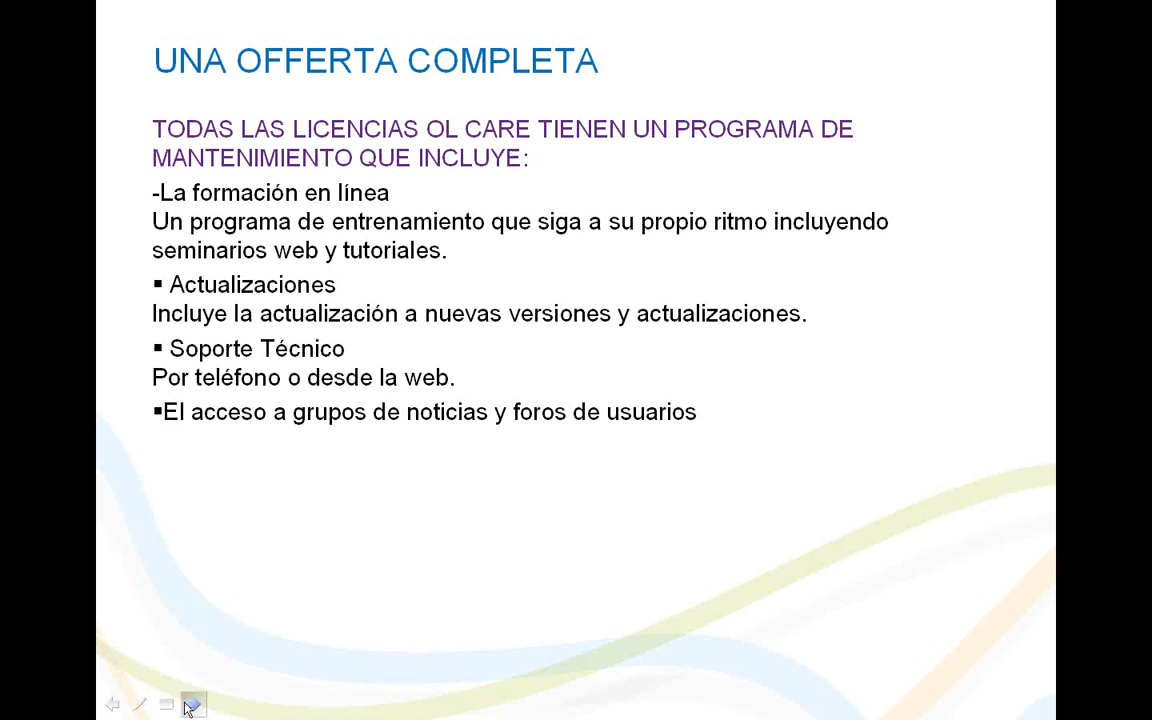 UNA OFFERTA COMPLETA
TODAS LAS LICENCIAS OL CARE TIENEN UN PROGRAMA DE
MANTENIMIENTO QUE INCLUYE:
-La formación en línea
Un programa de entrenamiento que siga a su propio ritmo incluyendo
seminarios web y tutoriales.
▪ Actualizaciones
Incluye la actualización a nuevas versiones y actualizaciones.
▪ Soporte Técnico
Por teléfono o desde la web.
▪El acceso a grupos de noticias y foros de usuarios